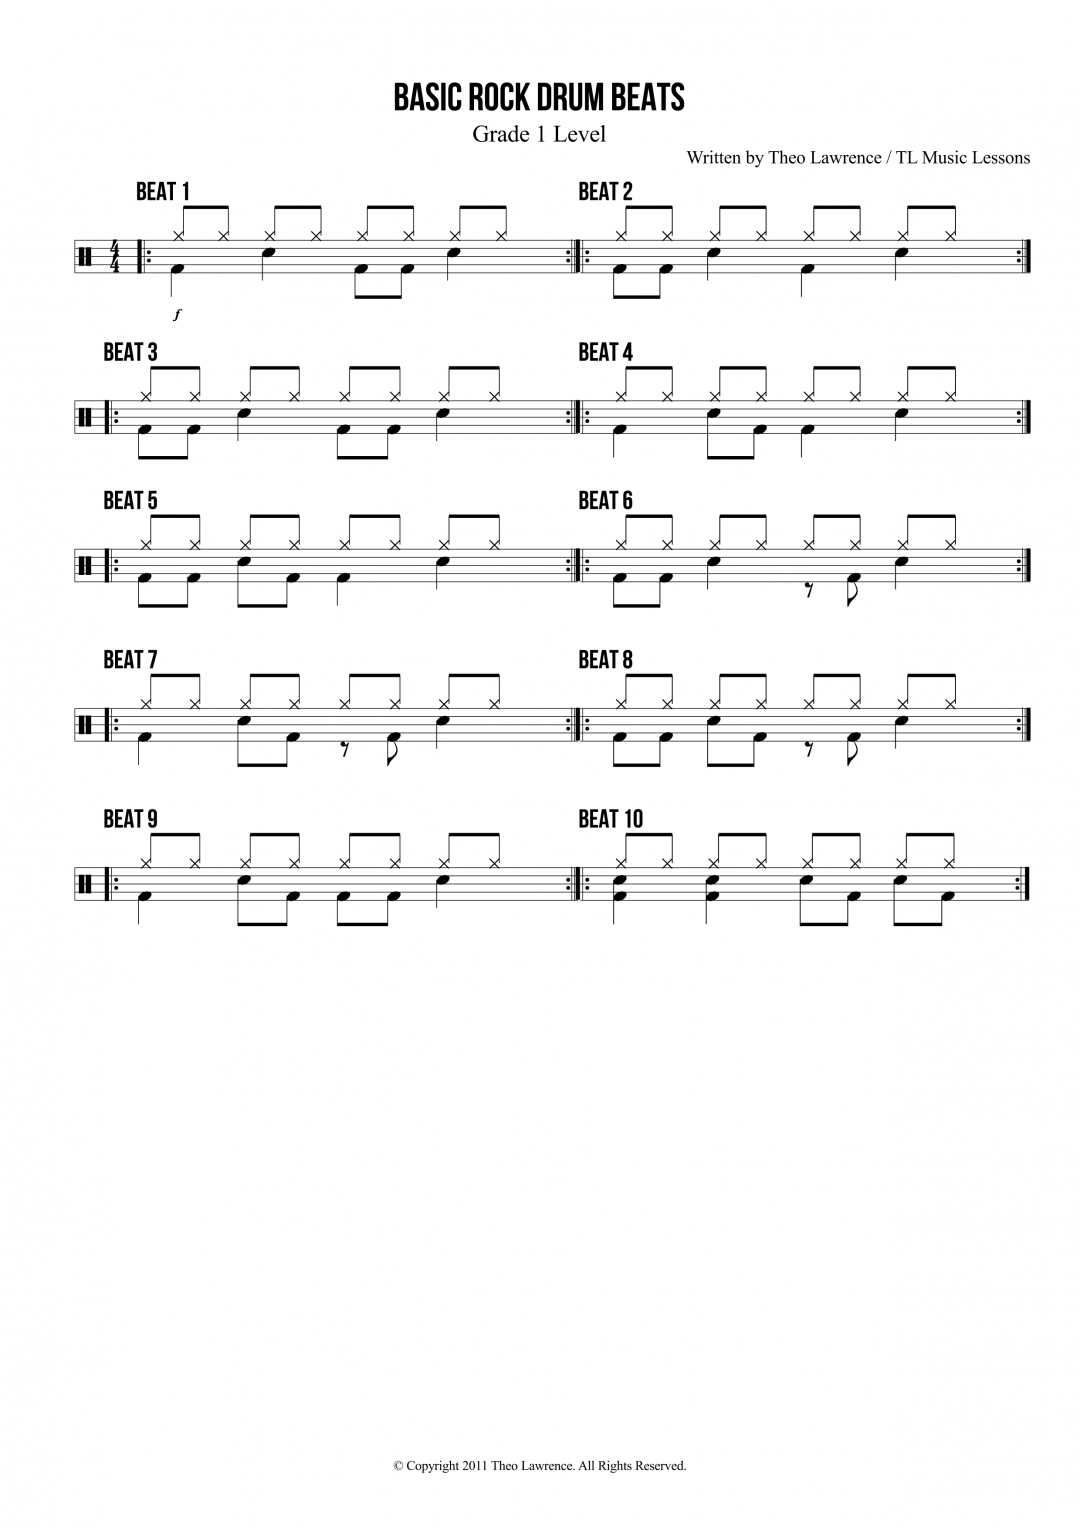 BASIC ROCK DRUM BEATS
Grade 1 Level
Written by Theo Lawrence / TL Music Lessons
BEAT 1 BEAT 2
4
4
f
BEAT 3 BEAT 4
BEAT 5 BEAT 6
BEAT 7 BEAT 8
BEAT 9 BEAT 10
© Copyright 2011 Theo Lawrence. All Rights Reserved.